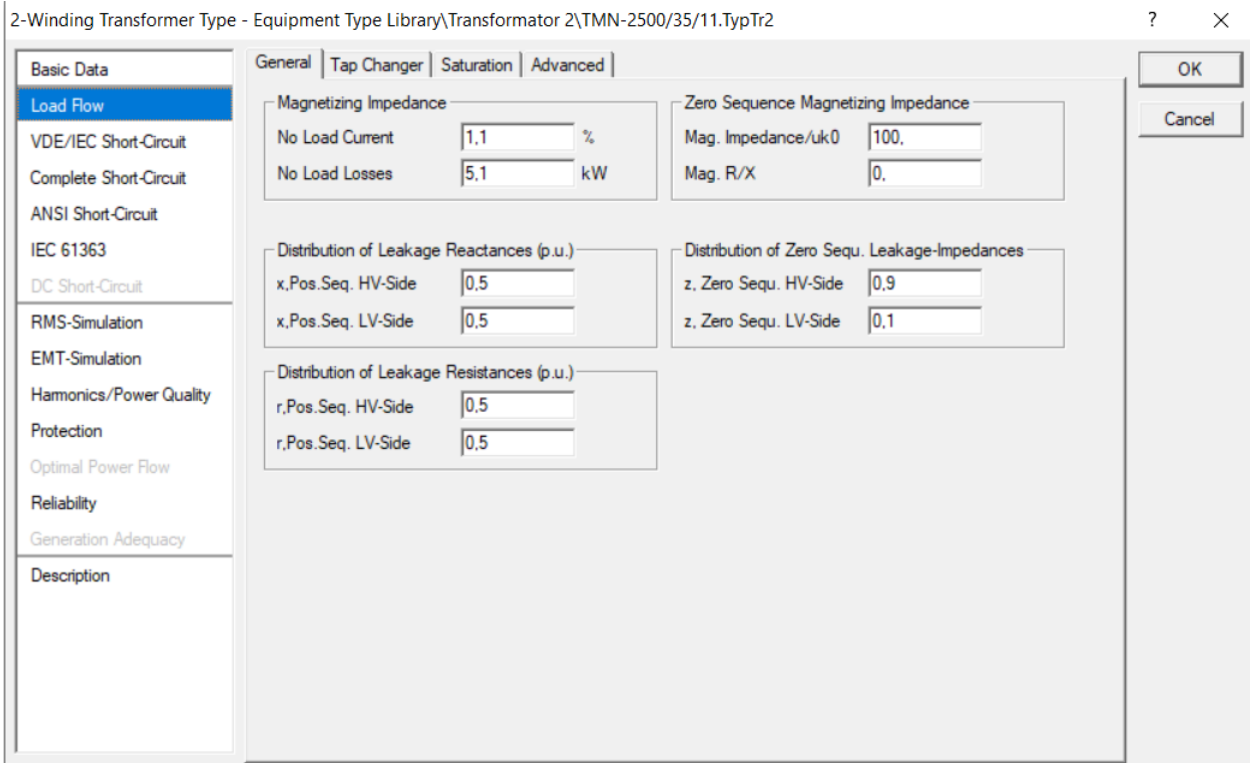 2-Winding Transformer Type - Equipment Type Library\Transformator 2\TMN-2500/35/11.TypTr2 ?
Basic Data
Load Flow
VDE/IEC Short-Circuit
Complete Short-Circuit
ANSI Short-Circuit
IEC 61363
DC Short-Circuit
RMS-Simulation
EMT-Simulation
Harmonics/Power Quality
Protection
Optimal Power Flow
Reliability
Generation Adequacy
Description
General Tap Changer Saturation Advanced
Magnetizing Impedance
No Load Current 1,1 %
No Load Losses 5,1 kW
Zero Sequence Magnetizing Impedance
Mag. Impedance/uk0 100,
Mag. R/X 0,
Distribution of Leakage Reactances (p.u.)
x,Pos.Seq. HV-Side 0,5
x,Pos.Seq. LV-Side 0,5
Distribution of Zero Sequ. Leakage-Impedances
z, Zero Sequ. HV-Side 0,9
z, Zero Sequ. LV-Side 0,1
Distribution of Leakage Resistances (p.u.)
r,Pos.Seq. HV-Side 0,5
r,Pos.Seq. LV-Side 0,5
OK
Cancel